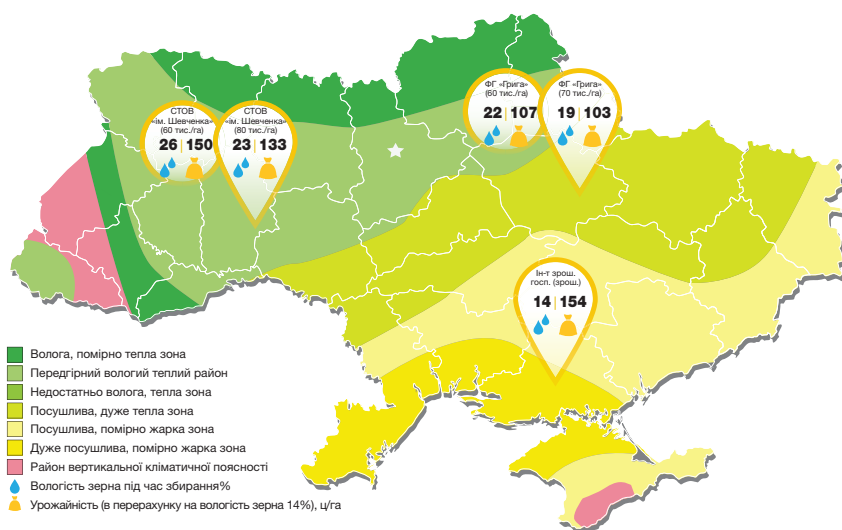 СТОВ
«ім. Шевченка»
(60 тис./га)
26 | 150
СТОВ
«ім. Шевченка»
(80 тис./га)
23 | 133
ФГ «Грига»
(60 тис./га)
22 | 107
ФГ «Грига»
(70 тис./га)
19 | 103
Ін-т зрош.
госп. (зрош.)
14 | 154
Волога, помірно тепла зона
Передгірний вологий теплий район
Недостатньо волога, тепла зона
Посушлива, дуже тепла зона
Посушлива, помірно жарка зона
Дуже посушлива, помірно жарка зона
Район вертикальної кліматичної поясності
Вологість зерна під час збирання%
Урожайність (в перерахунку на вологість зерна 14%), ц/га